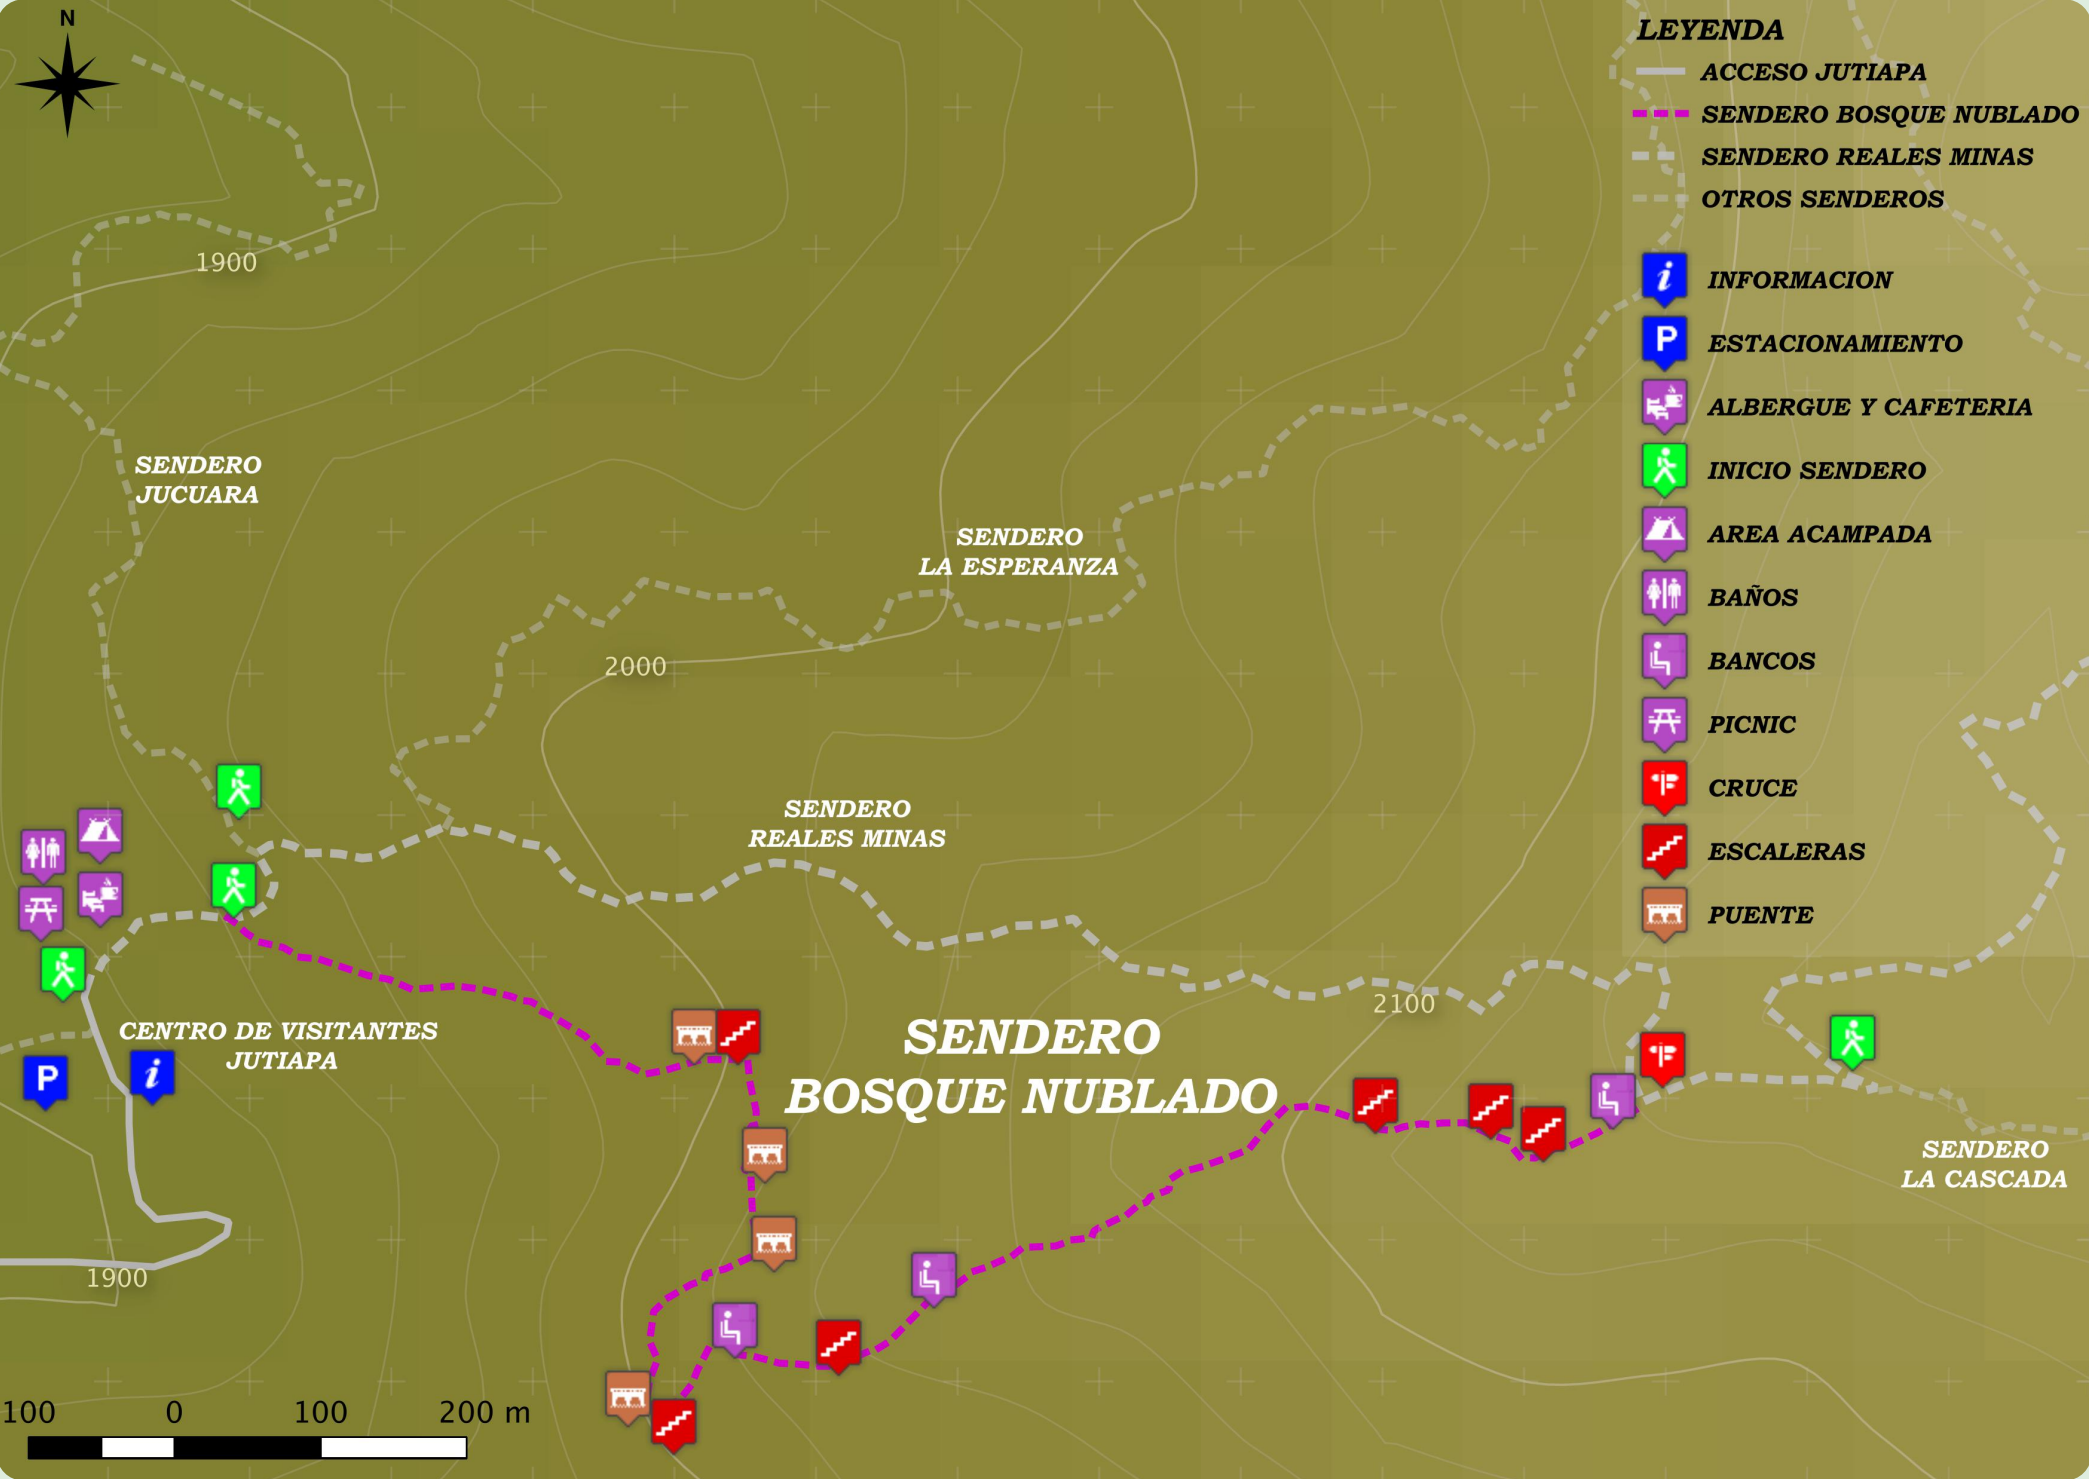 N
LEYENDA
ACCESO JUTIAPA
SENDERO BOSQUE NUBLADO
SENDERO REALES MINAS
OTROS SENDEROS
i INFORMACION
P ESTACIONAMIENTO
ALBERGUE Y CAFETERIA
INICIO SENDERO
AREA ACAMPADA
BAÑOS
BANCOS
PICNIC
CRUCE
ESCALERAS
PUENTE
1900
SENDERO
JUCUARA
SENDERO
LA ESPERANZA
2000
SENDERO
REALES MINAS
2100
CENTRO DE VISITANTES
JUTIAPA
P
i
SENDERO
BOSQUE NUBLADO
SENDERO
LA CASCADA
1900
100 0 100 200 m